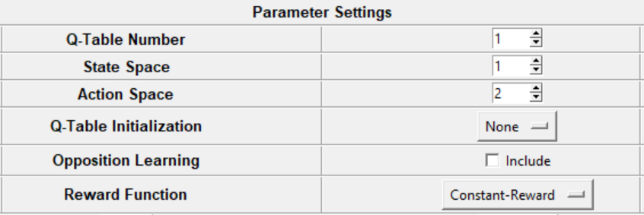 Parameter Settings
Q-Table Number 1
State Space 1
Action Space 2
Q-Table Initialization None
Opposition Learning Include
Reward Function Constant-Reward